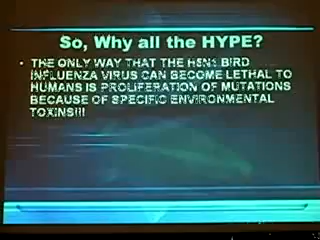 So, Why all the HYPE?
• THE ONLY WAY THAT THE H5N1 BIRD
INFLUENZA VIRUS CAN BECOME LETHAL TO
HUMANS IS PROLIFERATION OF MUTATIONS
BECAUSE OF SPECIFIC ENVIRONMENTAL
TOXINS!!!